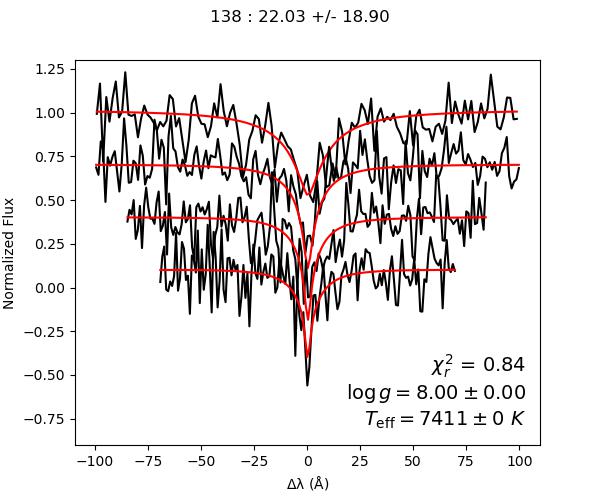 138 : 22.03 +/- 18.90
1.25
1.00
0.75
0.50
0.25
0.00
−0.25
−0.50
−0.75
Normalized Flux
χ²ᵣ = 0.84
log g = 8.00 ± 0.00
T_eff = 7411 ± 0 K
−100 −75 −50 −25 0 25 50 75 100
Δλ (Å)